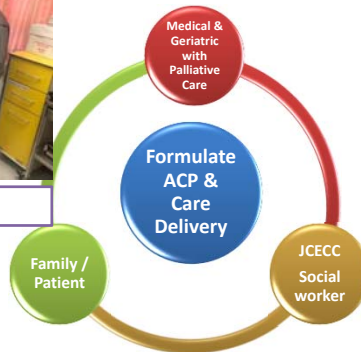 Medical &
Geriatric
with
Palliative
Care
Formulate
ACP &
Care
Delivery
Family /
Patient
JCECC
Social
worker